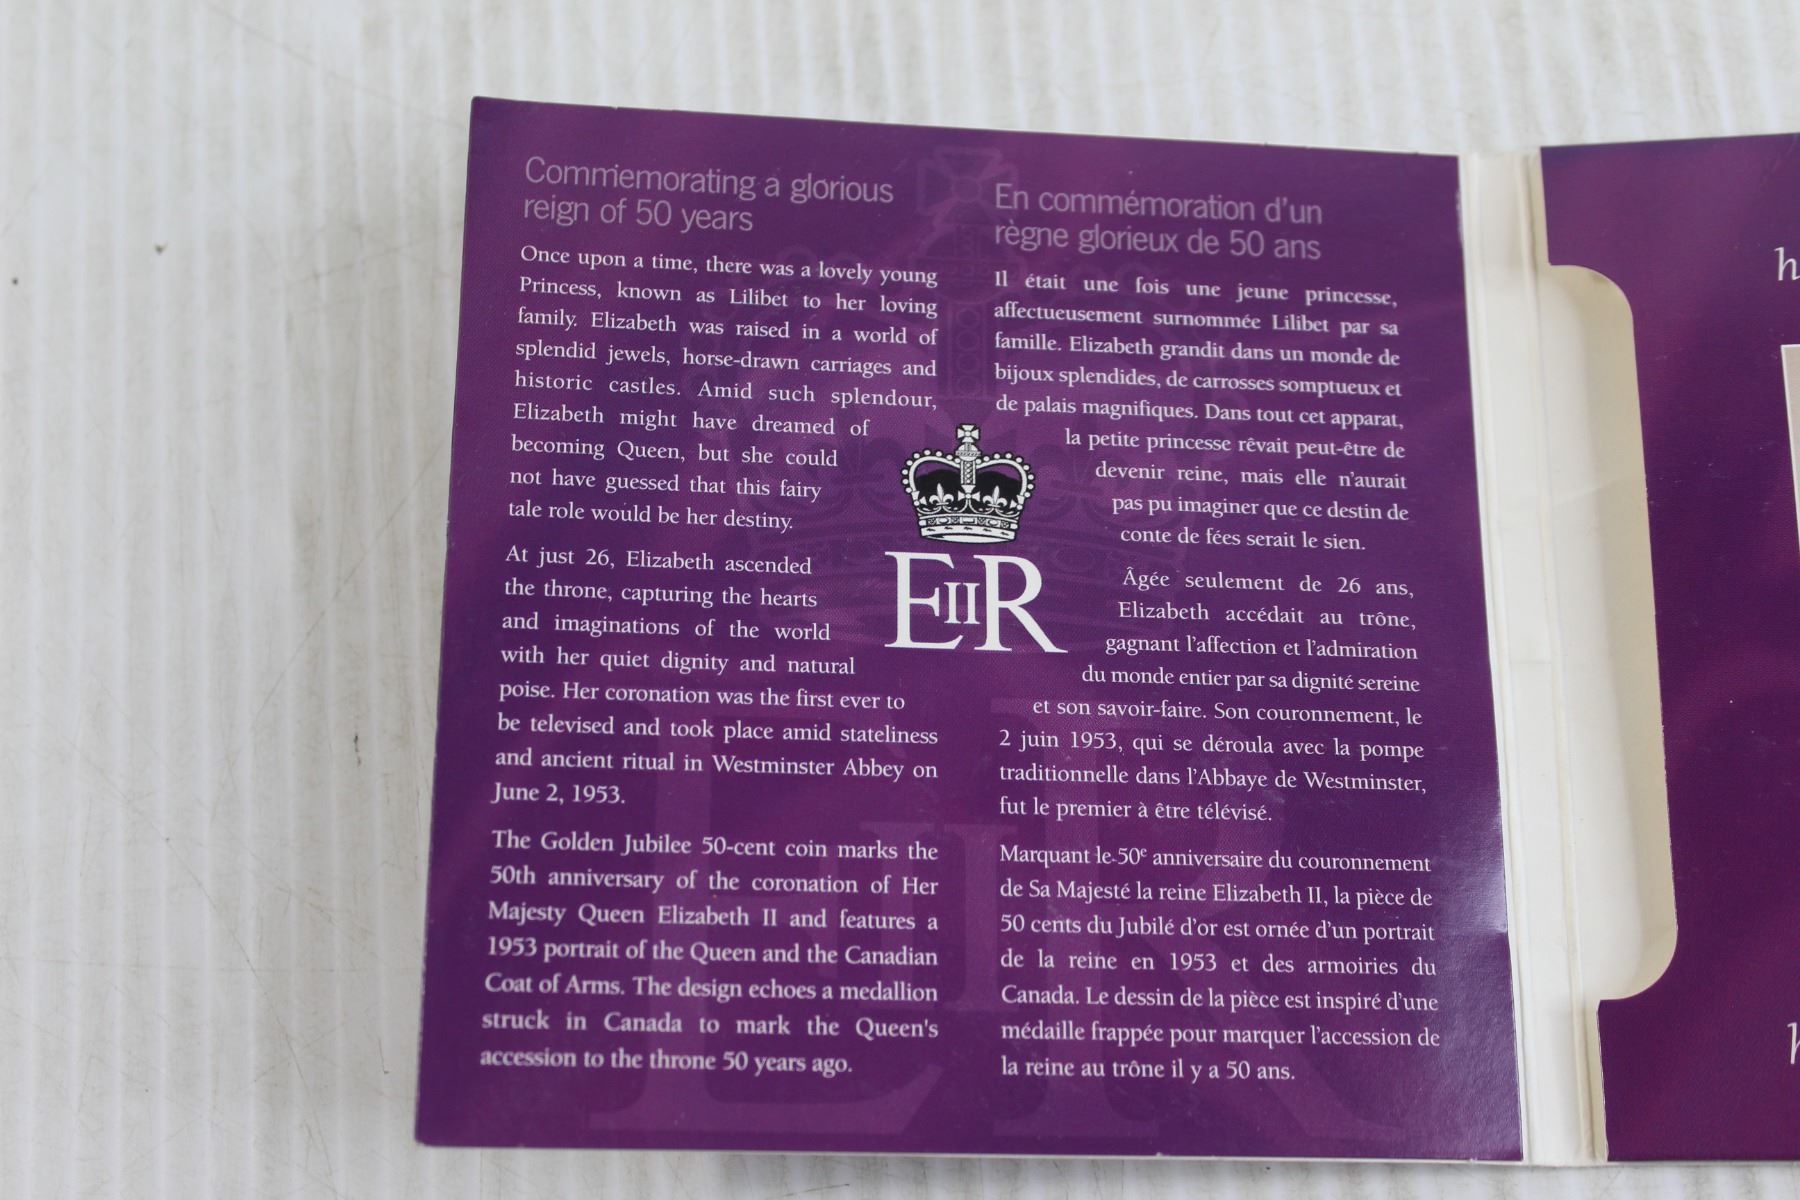 Commemorating a glorious
reign of 50 years
Once upon a time, there was a lovely young
Princess, known as Lilibet to her loving
family. Elizabeth was raised in a world of
splendid jewels, horse-drawn carriages and
historic castles. Amid such splendour,
Elizabeth might have dreamed of
becoming Queen, but she could
not have guessed that this fairy
tale role would be her destiny.
At just 26, Elizabeth ascended
the throne, capturing the hearts
and imaginations of the world
with her quiet dignity and natural
poise. Her coronation was the first ever to
be televised and took place amid stateliness
and ancient ritual in Westminster Abbey on
June 2, 1953.
The Golden Jubilee 50-cent coin marks the
50th anniversary of the coronation of Her
Majesty Queen Elizabeth II and features a
1953 portrait of the Queen and the Canadian
Coat of Arms. The design echoes a medallion
struck in Canada to mark the Queen's
accession to the throne 50 years ago.
EIIR
En commémoration d'un
règne glorieux de 50 ans
Il était une fois une jeune princesse,
affectueusement surnommée Lilibet par sa
famille. Elizabeth grandit dans un monde de
bijoux splendides, de carrosses somptueux et
de palais magnifiques. Dans tout cet apparat,
la petite princesse rêvait peut-être de
devenir reine, mais elle n'aurait
pas pu imaginer que ce destin de
conte de fées serait le sien.
Âgée seulement de 26 ans,
Elizabeth accédait au trône,
gagnant l'affection et l'admiration
du monde entier par sa dignité sereine
et son savoir-faire. Son couronnement, le
2 juin 1953, qui se déroula avec la pompe
traditionnelle dans l'Abbaye de Westminster,
fut le premier à être télévisé.
Marquant le 50e anniversaire du couronnement
de Sa Majesté la reine Elizabeth II, la pièce de
50 cents du Jubilé d'or est ornée d'un portrait
de la reine en 1953 et des armoiries du
Canada. Le dessin de la pièce est inspiré d'une
médaille frappée pour marquer l'accession de
la reine au trône il y a 50 ans.